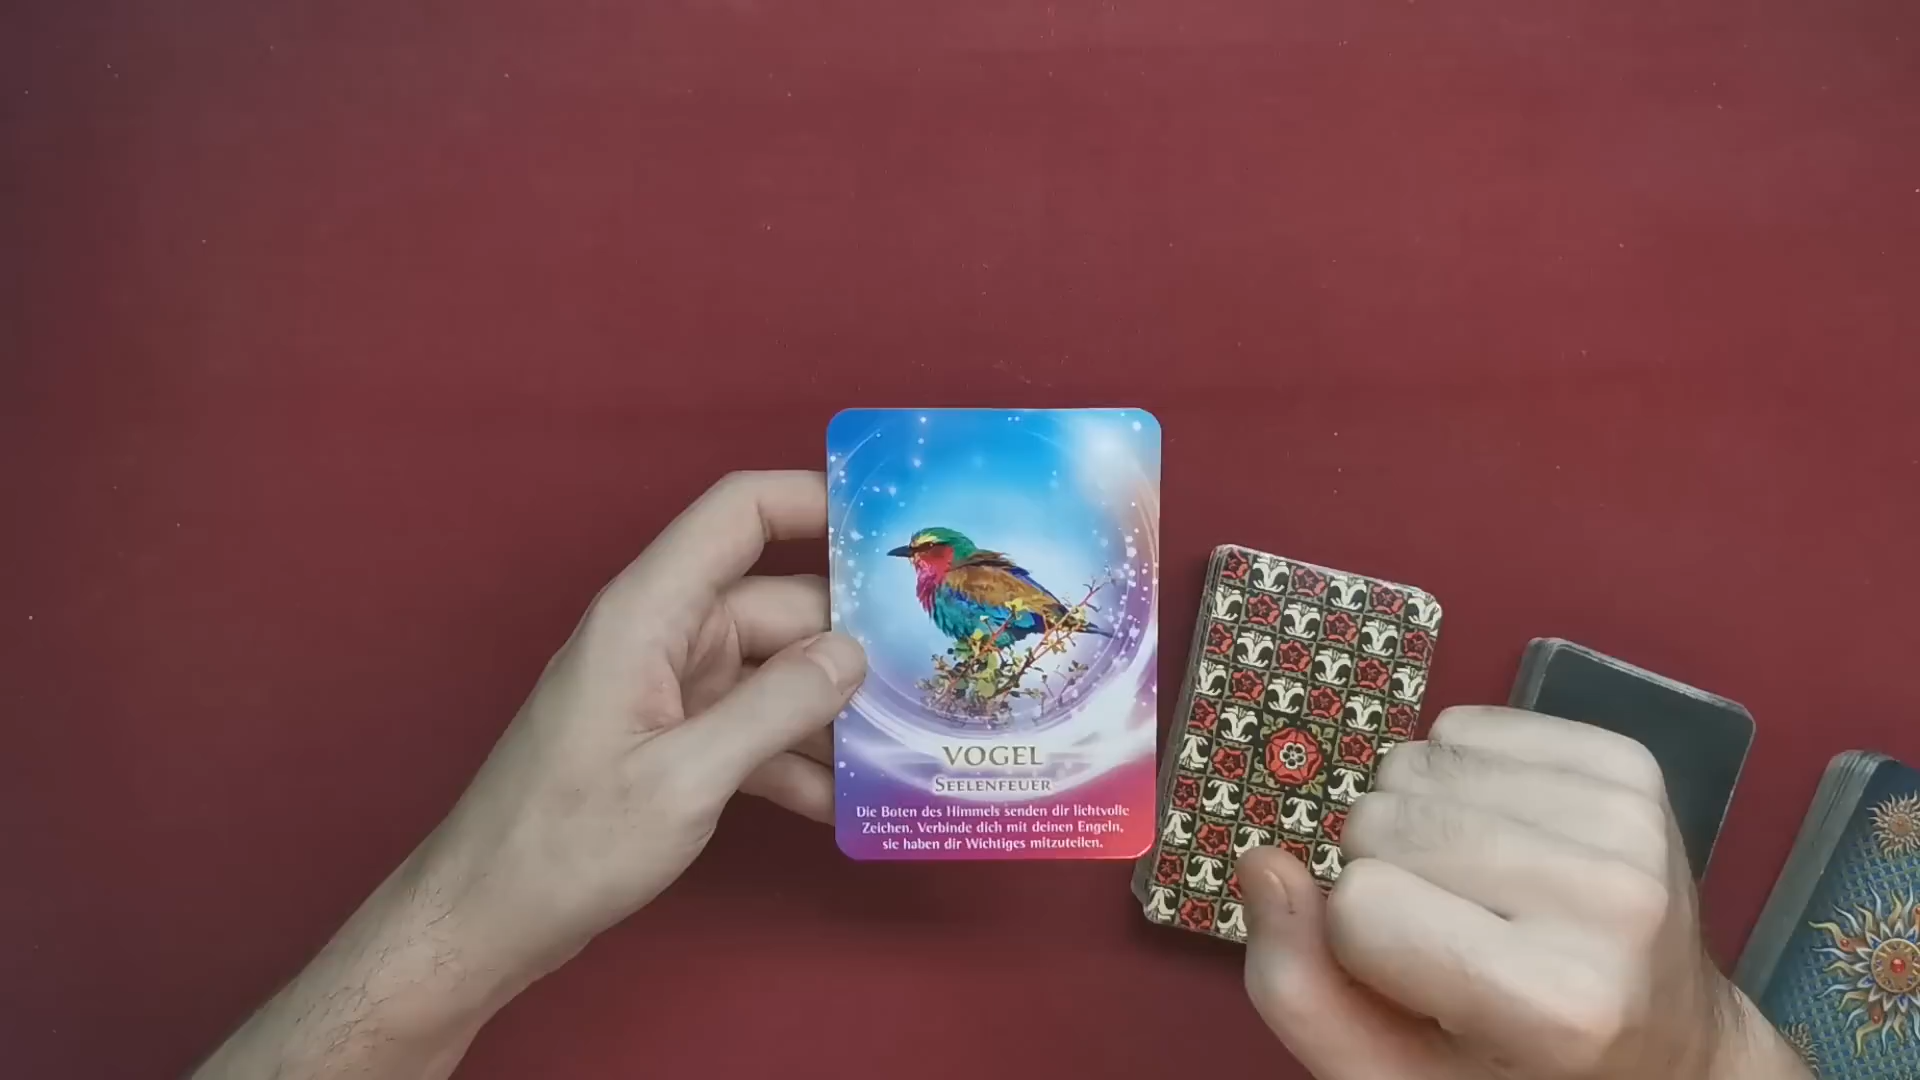 VOGEL
SEELENFEUER
Die Boten des Himmels senden dir lichtvolle
Zeichen. Verbinde dich mit deinen Engeln,
sie haben dir Wichtiges mitzuteilen.